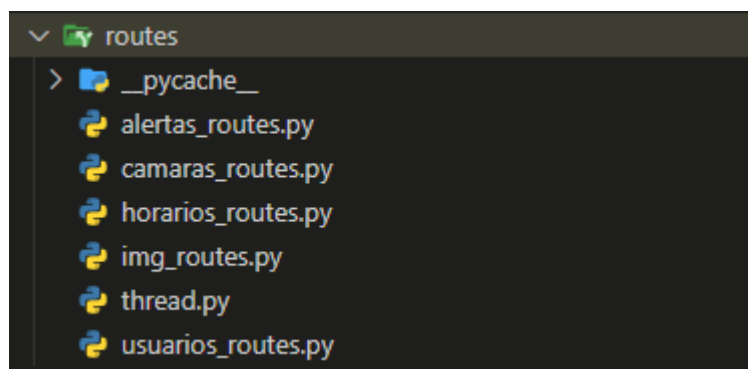 routes
__pycache__
alertas_routes.py
camaras_routes.py
horarios_routes.py
img_routes.py
thread.py
usuarios_routes.py